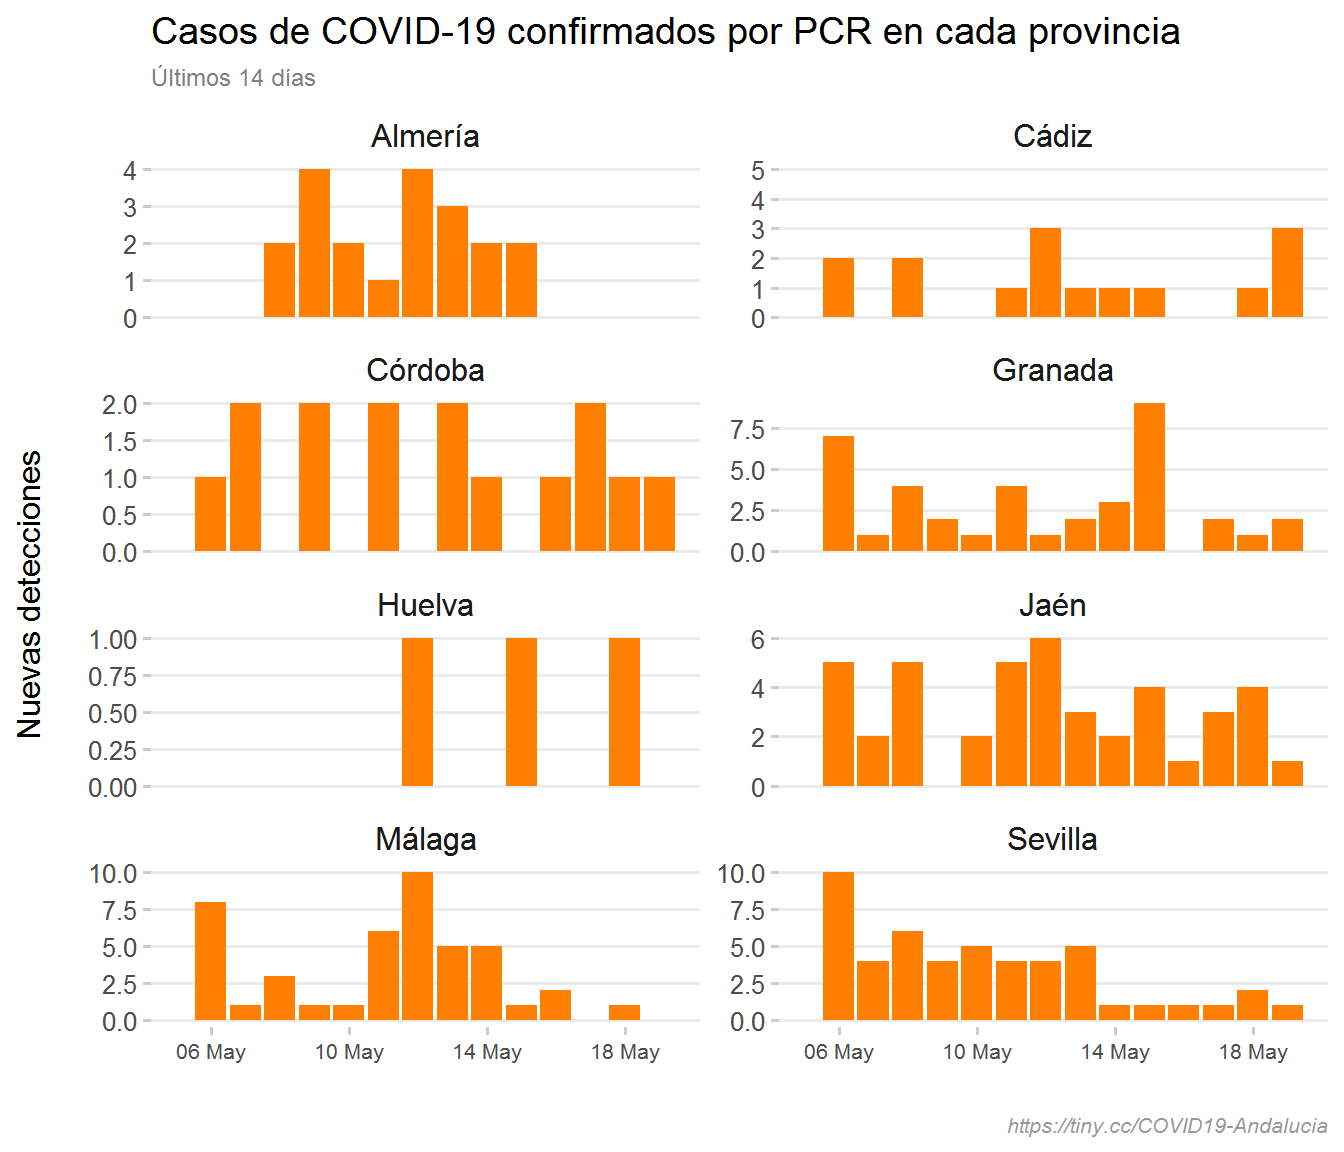 Casos de COVID-19 confirmados por PCR en cada provincia
Últimos 14 días
Nuevas detecciones
Almería
4
3
2
1
0
Cádiz
5
4
3
2
1
0
Córdoba
2.0
1.5
1.0
0.5
0.0
Granada
7.5
5.0
2.5
0.0
Huelva
1.00
0.75
0.50
0.25
0.00
Jaén
6
4
2
0
Málaga
10.0
7.5
5.0
2.5
0.0
06 May 10 May 14 May 18 May
Sevilla
10.0
7.5
5.0
2.5
0.0
06 May 10 May 14 May 18 May
https://tiny.cc/COVID19-Andalucia